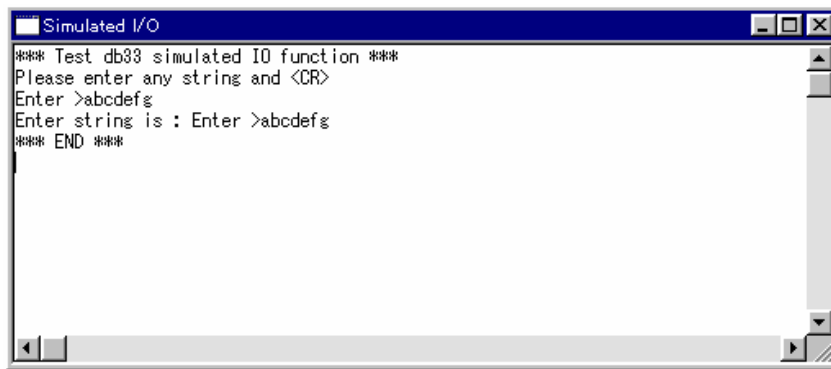 Simulated I/O
*** Test db33 simulated IO function ***
Please enter any string and <CR>
Enter >abcdefg
Enter string is : Enter >abcdefg
*** END ***